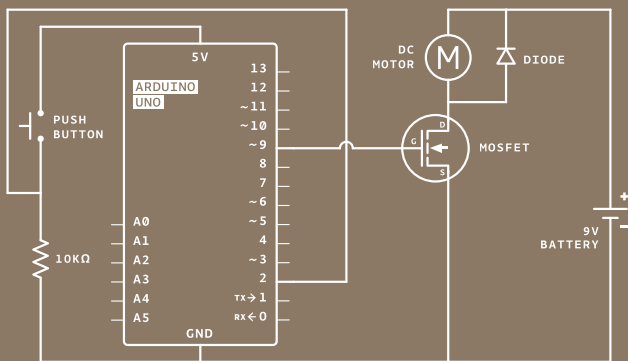 5V
ARDUINO
UNO
13
12
~11
~10
~9
8
7
~6
~5
4
~3
2
TX→1
RX←0
A0
A1
A2
A3
A4
A5
GND
PUSH
BUTTON
10KΩ
DC
MOTOR
M
DIODE
D
G
S
MOSFET
+
9V
BATTERY